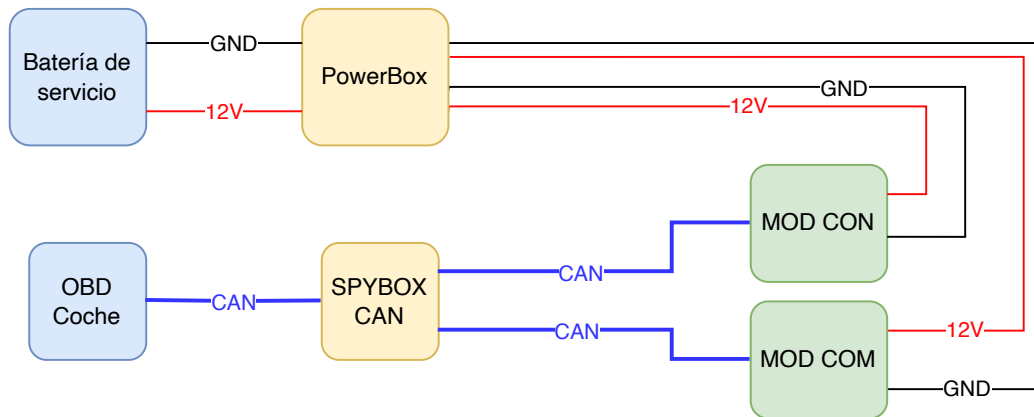 Batería de
servicio
GND
12V
PowerBox
GND
12V
MOD CON
OBD
Coche
CAN
SPYBOX
CAN
CAN
CAN
MOD COM
12V
GND